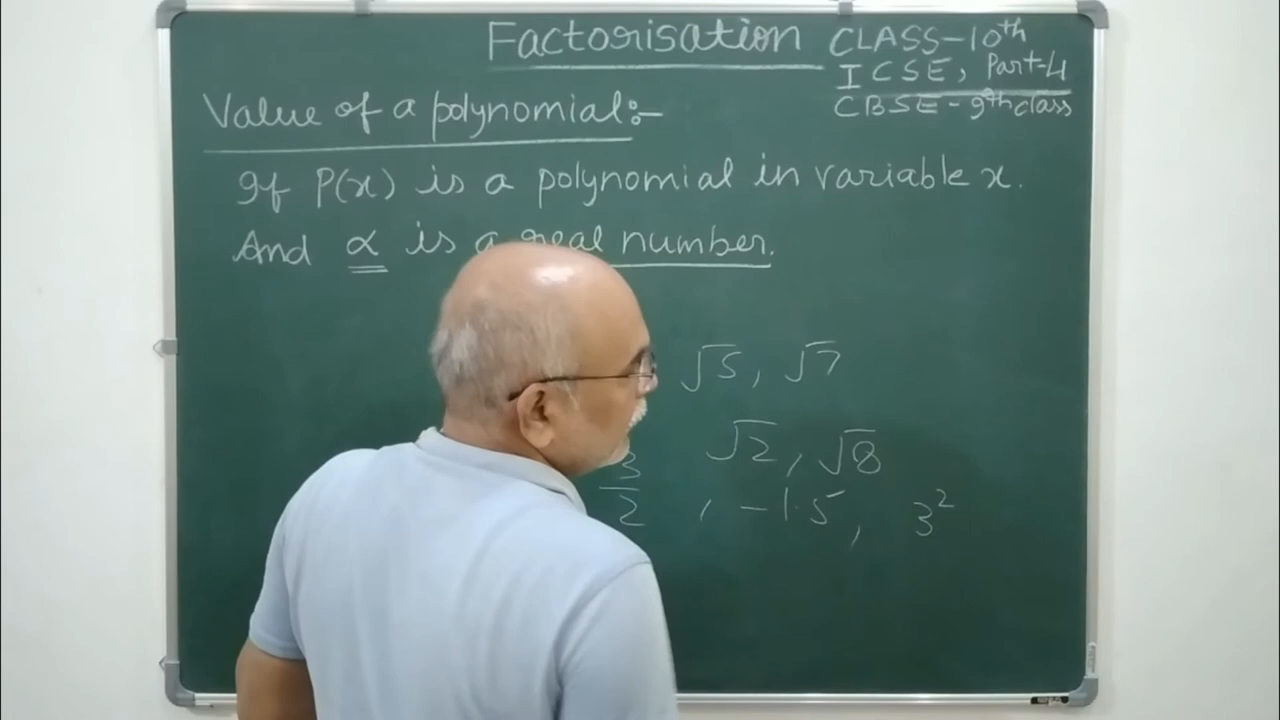 Factorisation CLASS-10th
ICSE, Part-4
CBSE-9th class
Value of a polynomial:-
If P(x) is a polynomial in variable x.
And α is a real number.
√5, √7
√2, √8
3/2 , -1.5, 3²